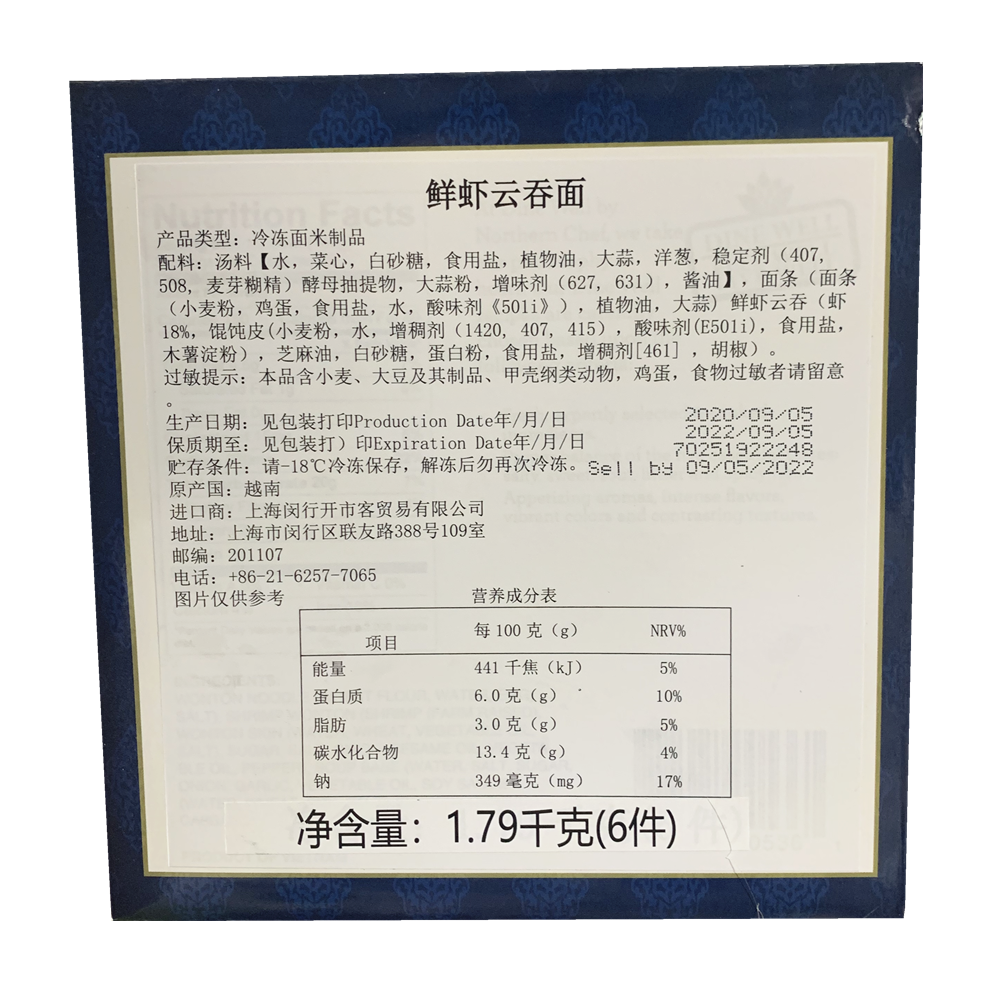 鲜虾云吞面
产品类型：冷冻面米制品
配料：汤料【水，菜心，白砂糖，食用盐，植物油，大蒜，洋葱，稳定剂（407,
508, 麦芽糊精）酵母抽提物，大蒜粉，增味剂（627, 631），酱油】，面条（面条
（小麦粉，鸡蛋，食用盐，水，酸味剂《501i》），植物油，大蒜）鲜虾云吞（虾
18%，馄饨皮(小麦粉，水，增稠剂（1420, 407, 415），酸味剂(E501i)，食用盐，
木薯淀粉），芝麻油，白砂糖，蛋白粉，食用盐，增稠剂[461] ，胡椒）。
过敏提示：本品含小麦、大豆及其制品、甲壳纲类动物，鸡蛋，食物过敏者请留意
。
生产日期：见包装打印Production Date年/月/日 2020/09/05
保质期至：见包装打）印Expiration Date年/月/日 2022/09/05
70251922248
贮存条件：请-18℃冷冻保存，解冻后勿再次冷冻。 Sell by 09/05/2022
原产国：越南
进口商：上海闵行开市客贸易有限公司
地址：上海市闵行区联友路388号109室
邮编：201107
电话：+86-21-6257-7065
图片仅供参考
营养成分表
项目 每100克（g） NRV%
能量 441 千焦（kJ） 5%
蛋白质 6.0 克（g） 10%
脂肪 3.0 克（g） 5%
碳水化合物 13.4 克（g） 4%
钠 349 毫克（mg） 17%
净含量：1.79千克(6件)
Nutrition Facts